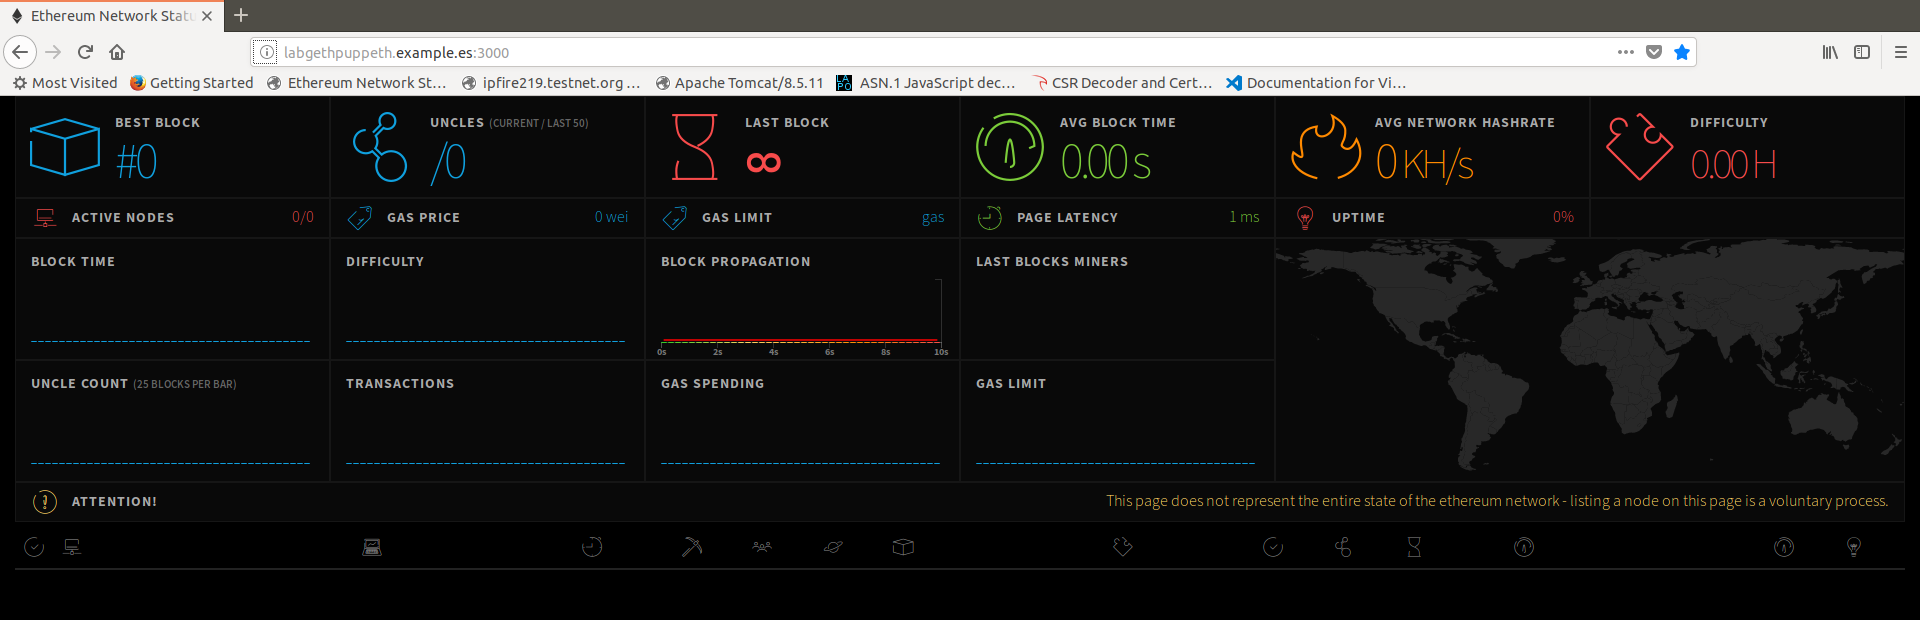 Ethereum Network Statu
labgethpuppeth.example.es:3000
Most Visited Getting Started Ethereum Network St… ipfire219.testnet.org … Apache Tomcat/8.5.11 ASN.1 JavaScript dec… CSR Decoder and Cert… Documentation for Vi…
BEST BLOCK
#0
UNCLES (CURRENT / LAST 50)
/0
LAST BLOCK
∞
AVG BLOCK TIME
0.00 s
AVG NETWORK HASHRATE
0 KH/s
DIFFICULTY
0.00 H
ACTIVE NODES 0/0
GAS PRICE 0 wei
GAS LIMIT gas
PAGE LATENCY 1 ms
UPTIME 0%
BLOCK TIME
DIFFICULTY
BLOCK PROPAGATION
0s 2s 4s 6s 8s 10s
LAST BLOCKS MINERS
UNCLE COUNT (25 BLOCKS PER BAR)
TRANSACTIONS
GAS SPENDING
GAS LIMIT
ATTENTION! This page does not represent the entire state of the ethereum network - listing a node on this page is a voluntary process.